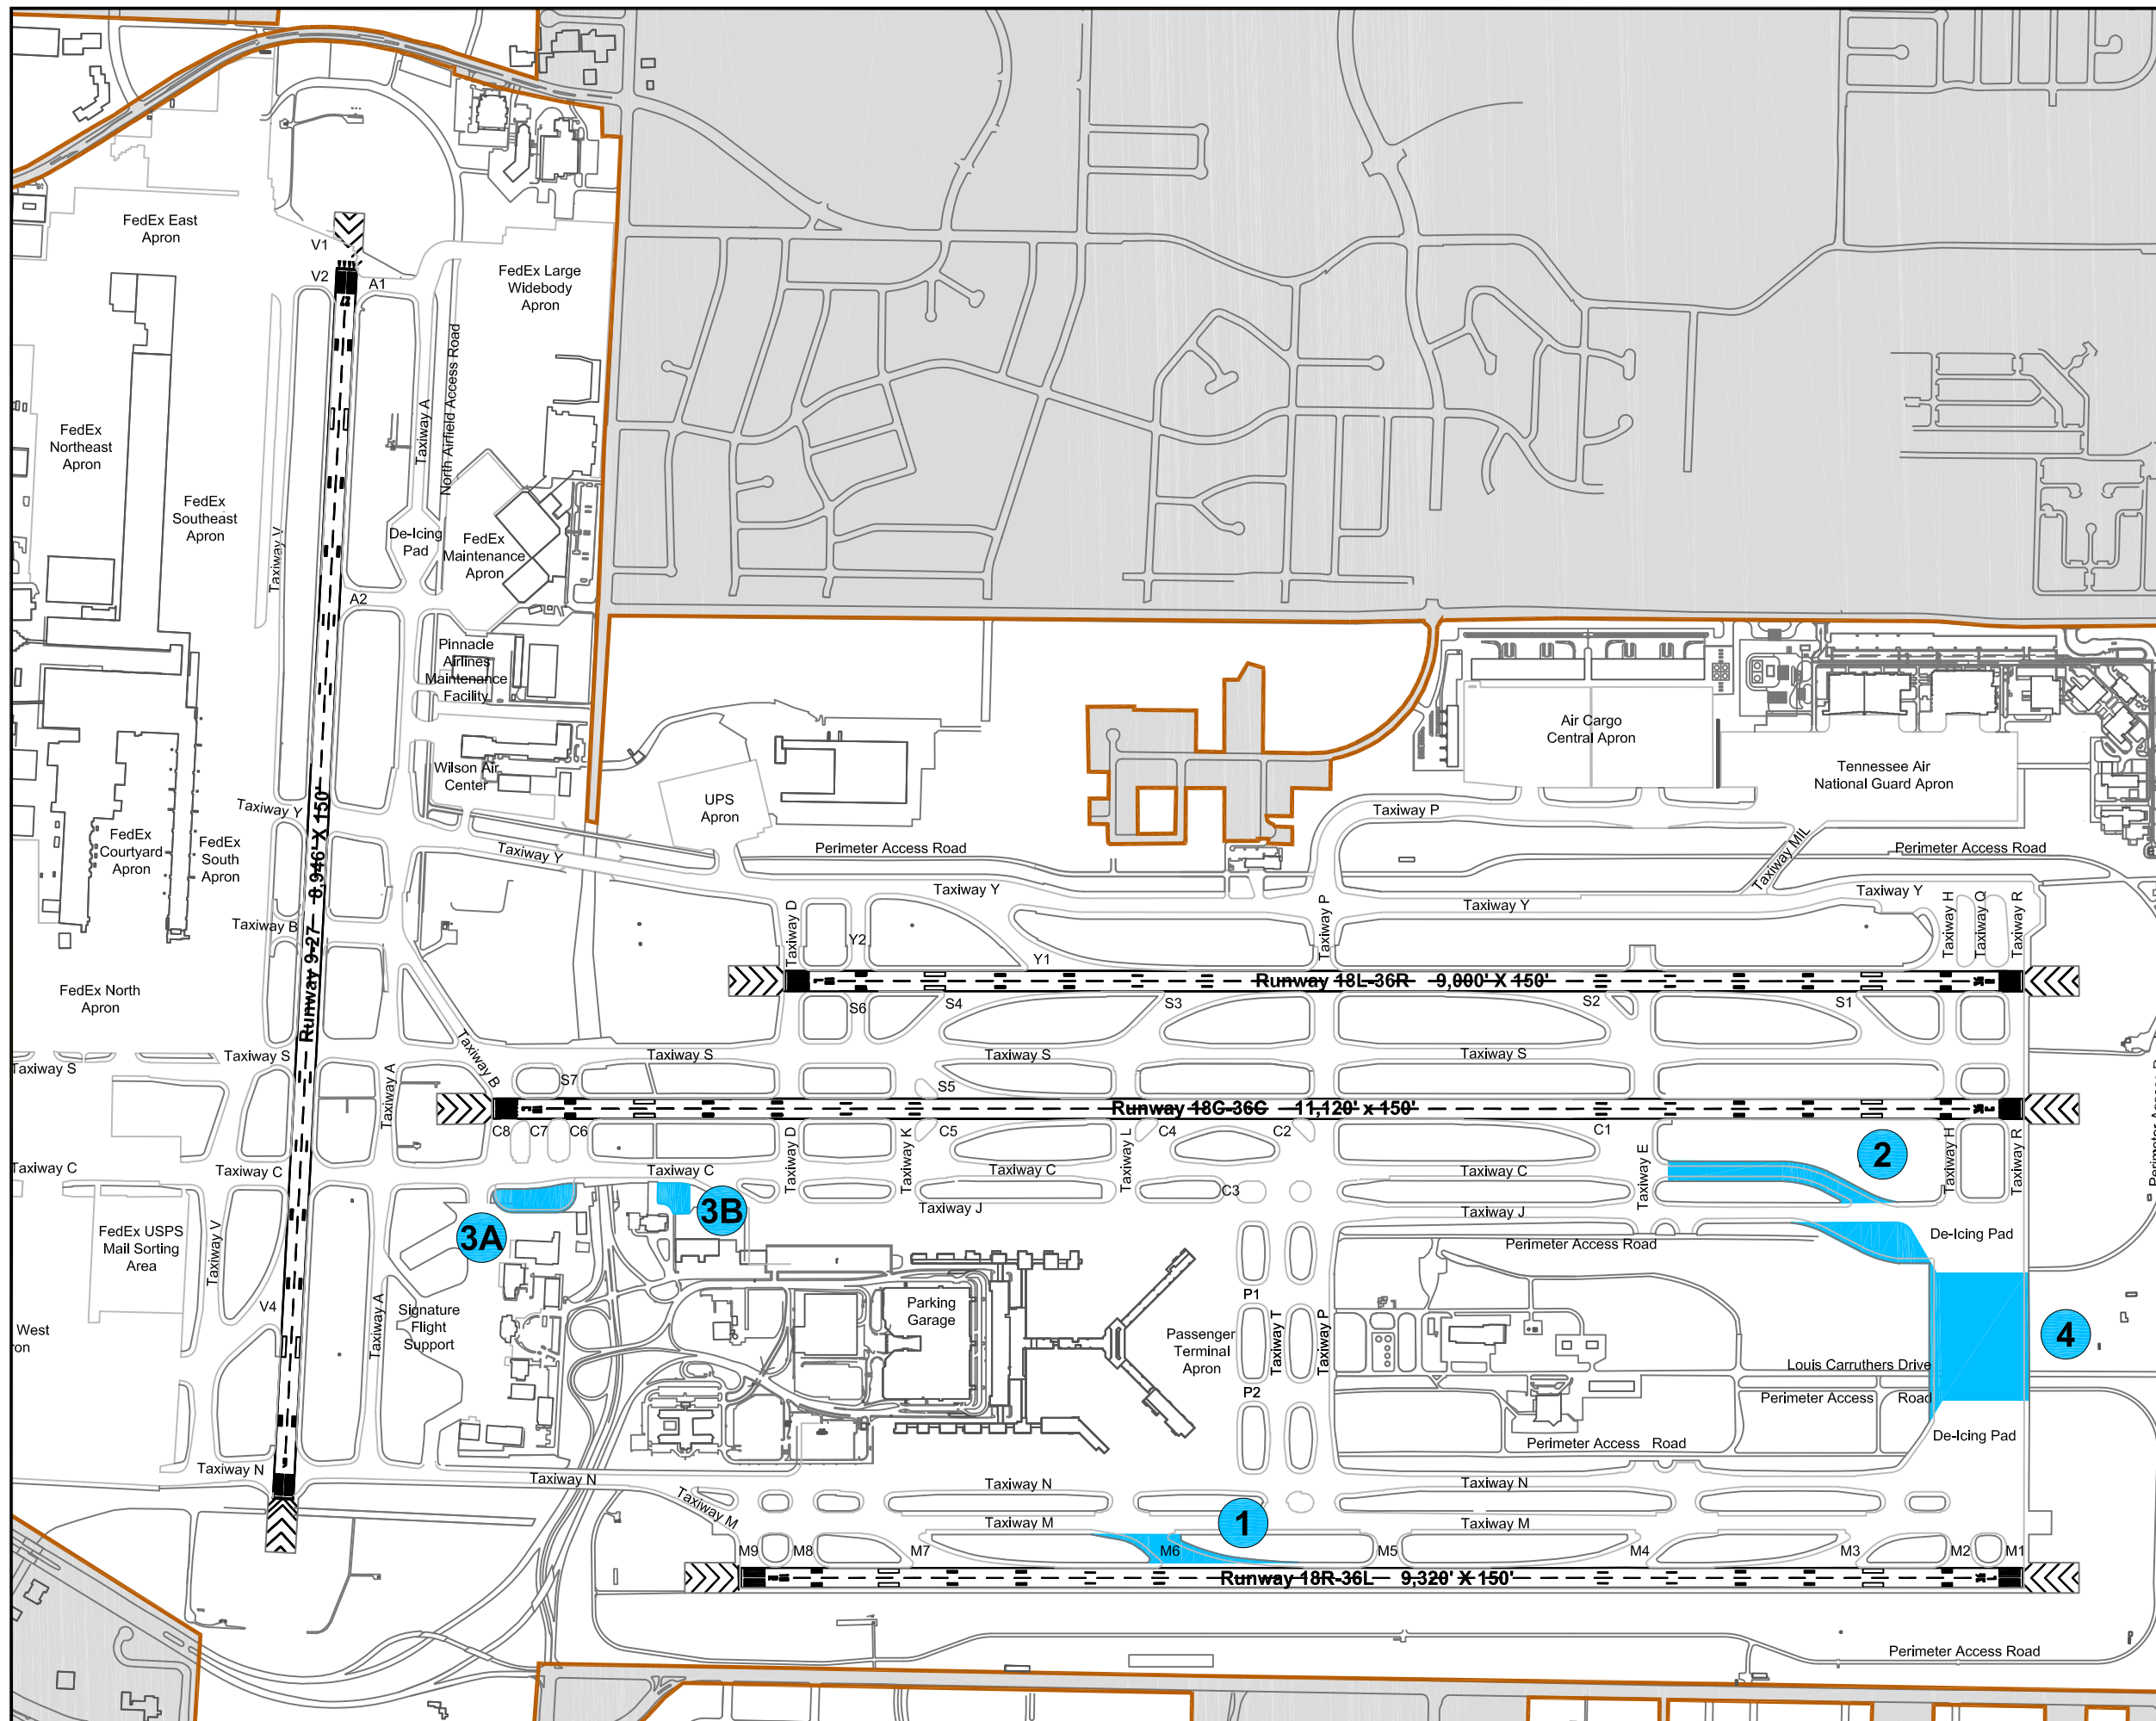 FedEx East
Apron
V1
V2
A1
FedEx Large
Widebody
Apron
FedEx
Northeast
Apron
FedEx
Southeast
Apron
Taxiway V
Taxiway A
North Airfield Access Road
De-Icing
Pad
FedEx
Maintenance
Apron
A2
Pinnacle
Airlines
Maintenance
Facility
Wilson Air
Center
UPS
Apron
Air Cargo
Central Apron
Tennessee Air
National Guard Apron
Taxiway P
Taxiway MIL
Taxiway Y
FedEx
Courtyard
Apron
FedEx
South
Apron
Runway 9-27 8,946' X 150'
Taxiway Y
Perimeter Access Road
Perimeter Access Road
Taxiway Y
Taxiway Y
Taxiway Y
Taxiway B
Taxiway D
Y2
Y1
Taxiway P
Taxiway H
Taxiway Q
Taxiway R
FedEx North
Apron
Runway 18L-36R 9,000' X 150'
S6
S4
S3
S2
S1
Taxiway S
Taxiway S
Taxiway B
Taxiway S
Taxiway S
Taxiway S
Taxiway A
S7
S5
Runway 18C-36C 11,120' x 150'
C8
C7
C6
Taxiway D
Taxiway K
C5
Taxiway L
C4
C2
C1
Taxiway E
2
Taxiway H
Taxiway R
Taxiway C
Taxiway C
Taxiway C
Taxiway C
Taxiway C
C3
3A
3B
Taxiway J
Taxiway J
FedEx USPS
Mail Sorting
Area
Taxiway V
Perimeter Access Road
De-Icing Pad
V4
Taxiway A
Signature
Flight
Support
Parking
Garage
P1
Passenger
Terminal
Apron
Taxiway T
Taxiway P
P2
4
West
Louis Carruthers Drive
Perimeter Access Road
De-Icing Pad
Perimeter Access Road
Taxiway N
Taxiway N
Taxiway N
Taxiway N
Taxiway M
1
Taxiway M
Taxiway M
M9
M8
M7
M6
M5
M4
M3
M2
M1
Runway 18R-36L 9,320' X 150'
Perimeter Access Road